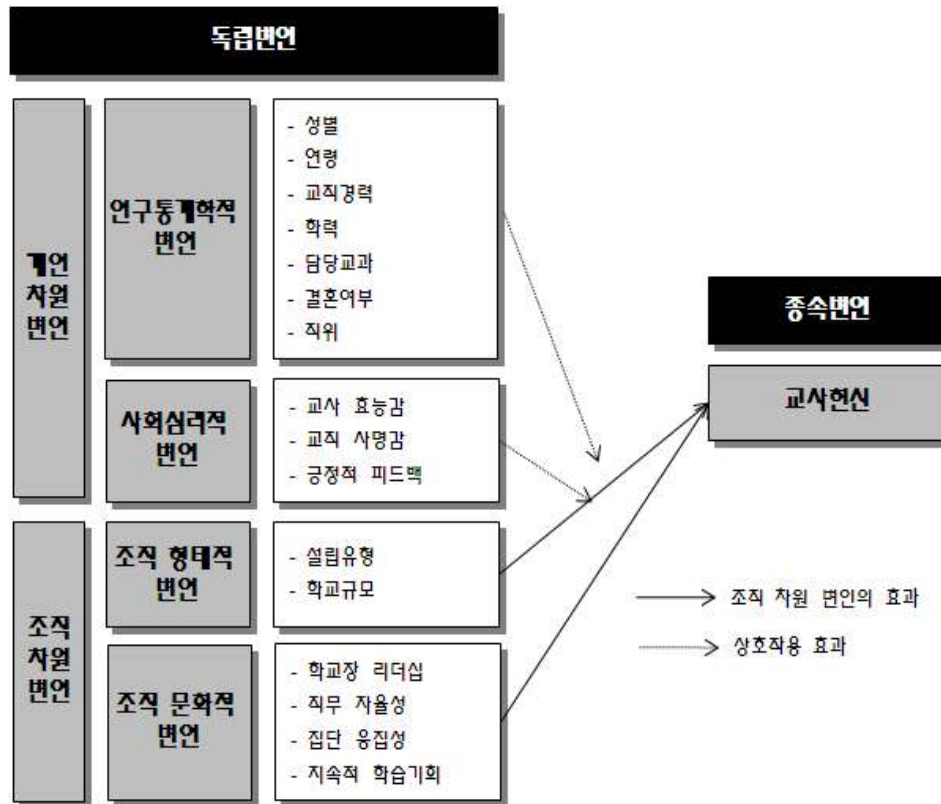 독립변인
개인
차원
변인
인구통계학적
변인
- 성별
- 연령
- 교직경력
- 학력
- 담당교과
- 결혼여부
- 직위
사회심리적
변인
- 교사 효능감
- 교직 사명감
- 긍정적 피드백
조직
차원
변인
조직 형태적
변인
- 설립유형
- 학교규모
조직 문화적
변인
- 학교장 리더십
- 직무 자율성
- 집단 응집성
- 지속적 학습기회
종속변인
교사헌신
조직 차원 변인의 효과
상호작용 효과